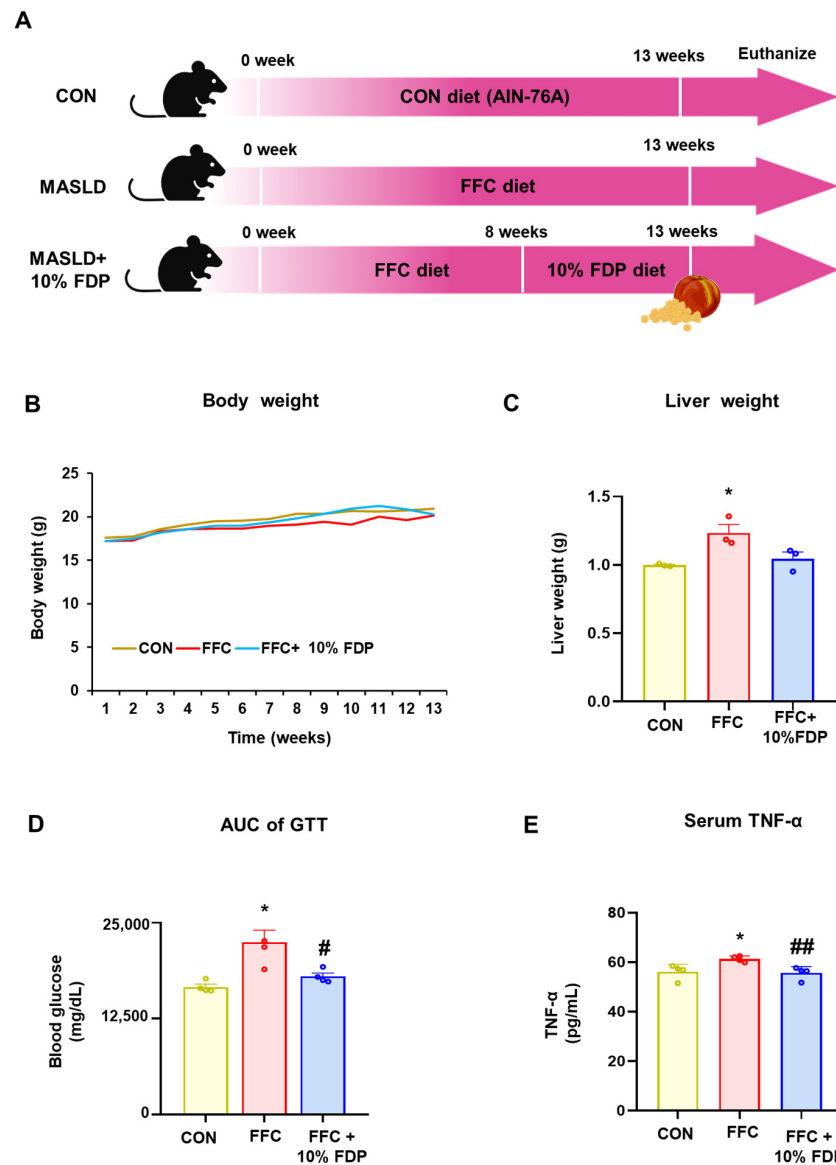 A
0 week
13 weeks
Euthanize
CON
CON diet (AIN-76A)
0 week
13 weeks
MASLD
FFC diet
0 week
8 weeks
13 weeks
MASLD+
10% FDP
FFC diet
10% FDP diet
B
Body weight
Body weight (g)
25
20
15
10
5
0
CON
FFC
FFC+ 10% FDP
1 2 3 4 5 6 7 8 9 10 11 12 13
Time (weeks)
C
Liver weight
Liver weight (g)
1.5
1.0
0.5
0.0
*
CON
FFC
FFC+
10%FDP
D
AUC of GTT
Blood glucose
(mg/dL)
25,000
12,500
0
*
#
CON
FFC
FFC +
10% FDP
E
Serum TNF-α
TNF-α
(pg/mL)
80
60
40
20
0
*
##
CON
FFC
FFC +
10% FDP